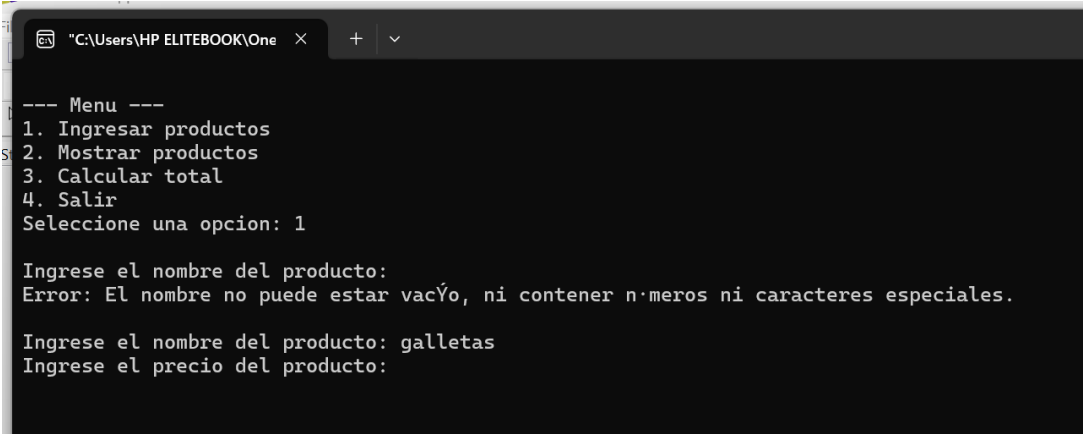 "C:\Users\HP ELITEBOOK\One
--- Menu ---
1. Ingresar productos
2. Mostrar productos
3. Calcular total
4. Salir
Seleccione una opcion: 1
Ingrese el nombre del producto:
Error: El nombre no puede estar vacÝo, ni contener n·meros ni caracteres especiales.
Ingrese el nombre del producto: galletas
Ingrese el precio del producto: